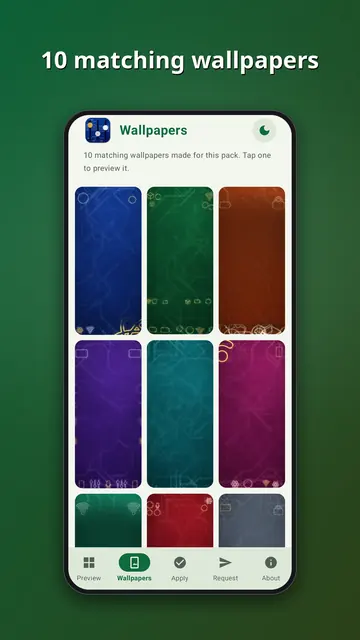 10 matching wallpapers
Wallpapers
10 matching wallpapers made for this pack. Tap one
to preview it.
Preview
Wallpapers
Apply
Request
About